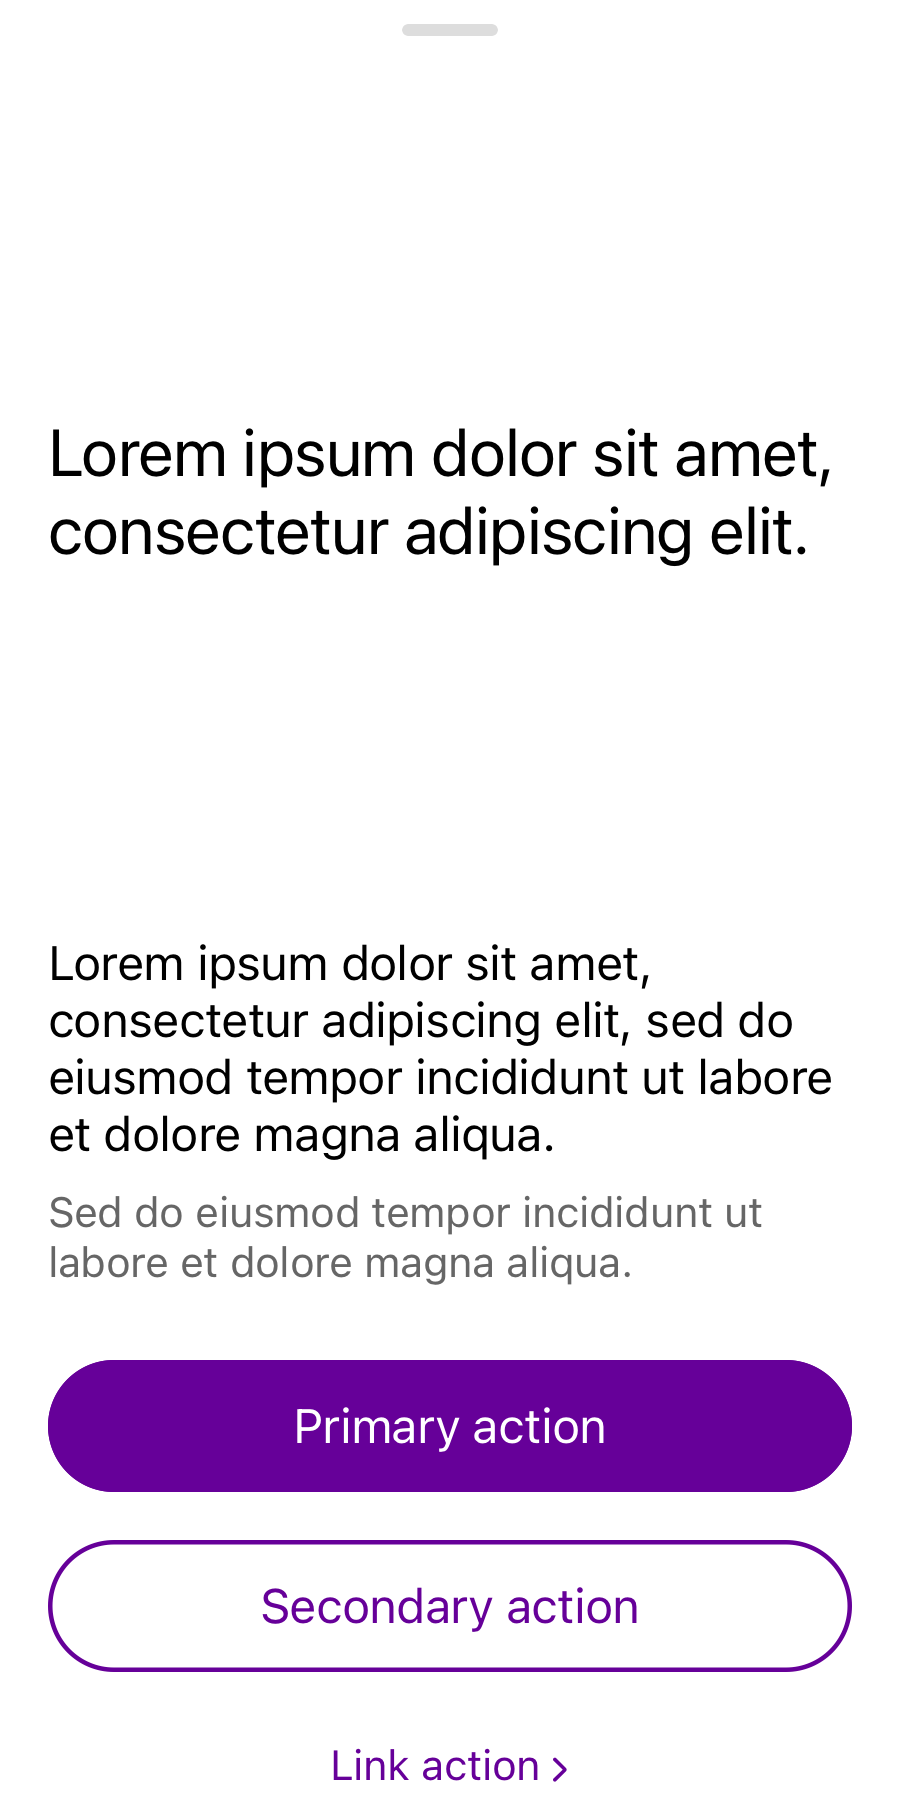 Lorem ipsum dolor sit amet,
consectetur adipiscing elit.
Lorem ipsum dolor sit amet,
consectetur adipiscing elit, sed do
eiusmod tempor incididunt ut labore
et dolore magna aliqua.
Sed do eiusmod tempor incididunt ut
labore et dolore magna aliqua.
Primary action
Secondary action
Link action